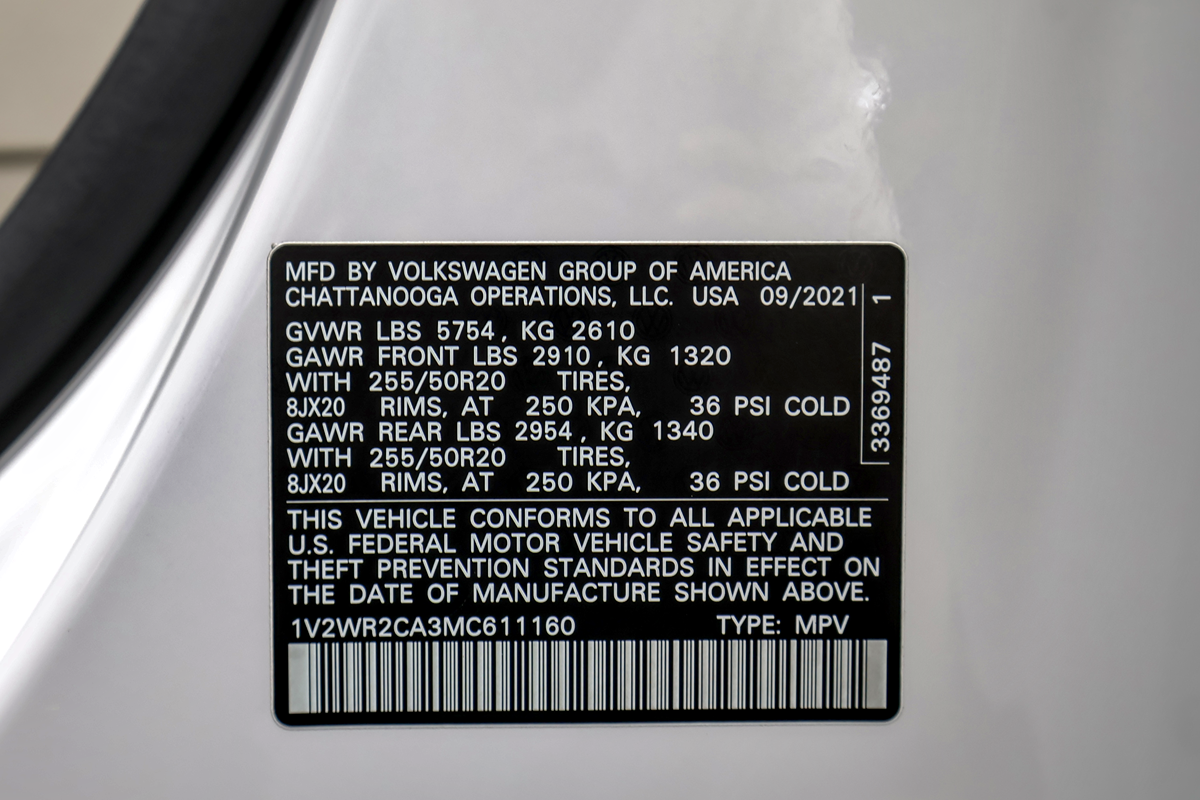 MFD BY VOLKSWAGEN GROUP OF AMERICA
CHATTANOOGA OPERATIONS, LLC. USA 09/2021
GVWR LBS 5754, KG 2610
GAWR FRONT LBS 2910, KG 1320
WITH 255/50R20 TIRES,
8JX20 RIMS, AT 250 KPA, 36 PSI COLD
GAWR REAR LBS 2954, KG 1340
WITH 255/50R20 TIRES,
8JX20 RIMS, AT 250 KPA, 36 PSI COLD
3369487 1
THIS VEHICLE CONFORMS TO ALL APPLICABLE
U.S. FEDERAL MOTOR VEHICLE SAFETY AND
THEFT PREVENTION STANDARDS IN EFFECT ON
THE DATE OF MANUFACTURE SHOWN ABOVE.
1V2WR2CA3MC611160 TYPE: MPV